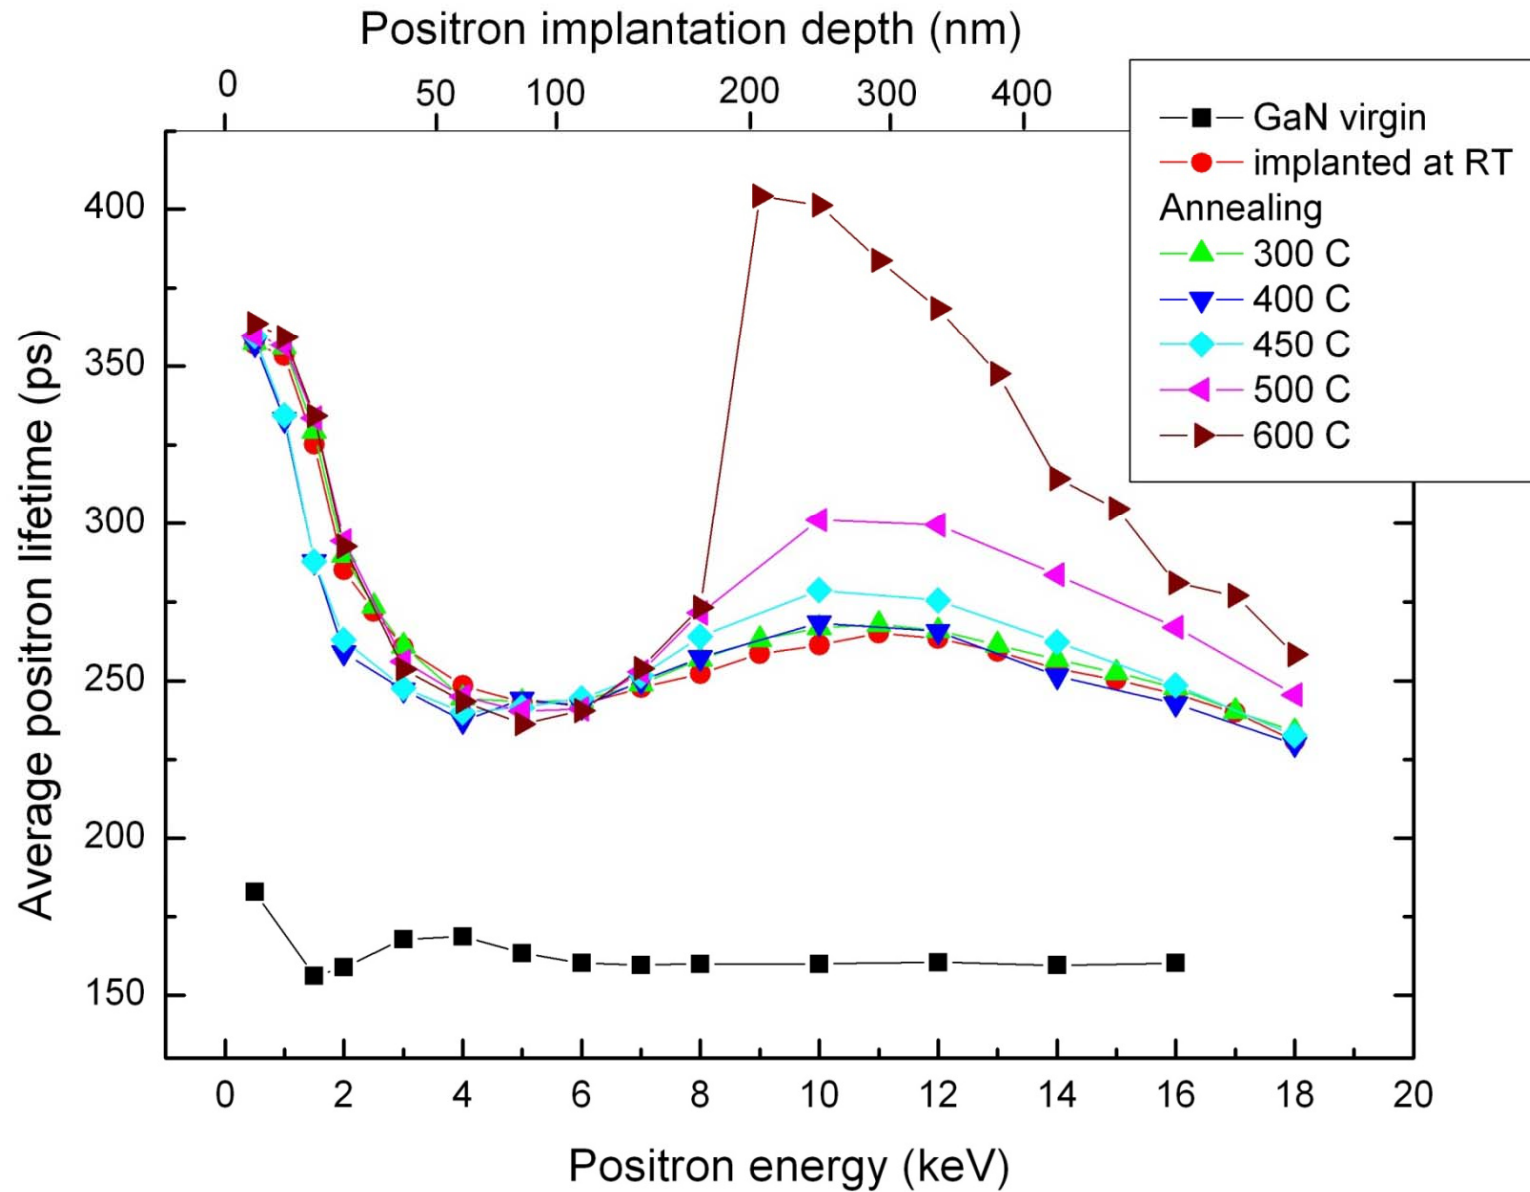 Positron implantation depth (nm)
0 50 100 200 300 400
GaN virgin
implanted at RT
Annealing
300 C
400 C
450 C
500 C
600 C
Average positron lifetime (ps)
400
350
300
250
200
150
0 2 4 6 8 10 12 14 16 18 20
Positron energy (keV)